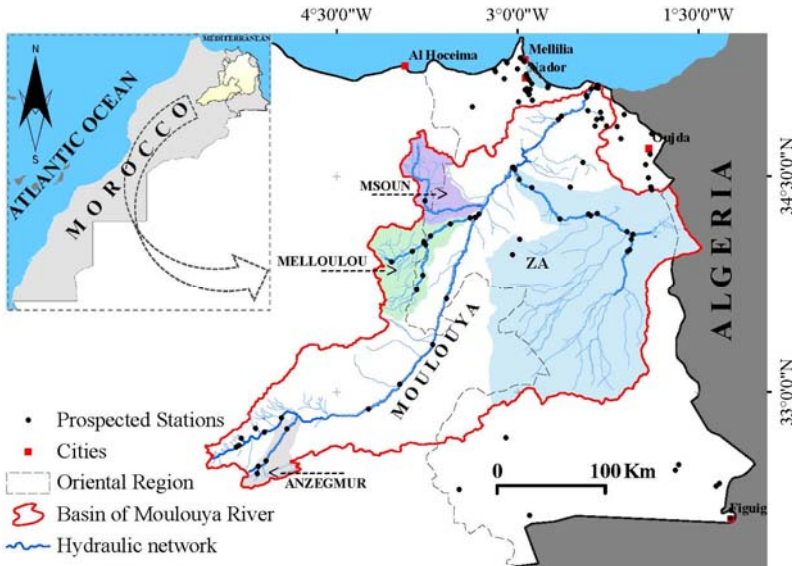 4°30'0"W
3°0'0"W
1°30'0"W
MEDITERRANEAN
N
S
ATLANTIC OCEAN
MOROCCO
Al Hoceima
Mellilia
Nador
Oujda
34°30'0"N
MSOUN
MELLOULOU
ZA
ALGERIA
MOULOUYA
33°0'0"N
Prospected Stations
Cities
Oriental Region
Basin of Moulouya River
Hydraulic network
ANZEGMUR
0 100 Km
Figuig